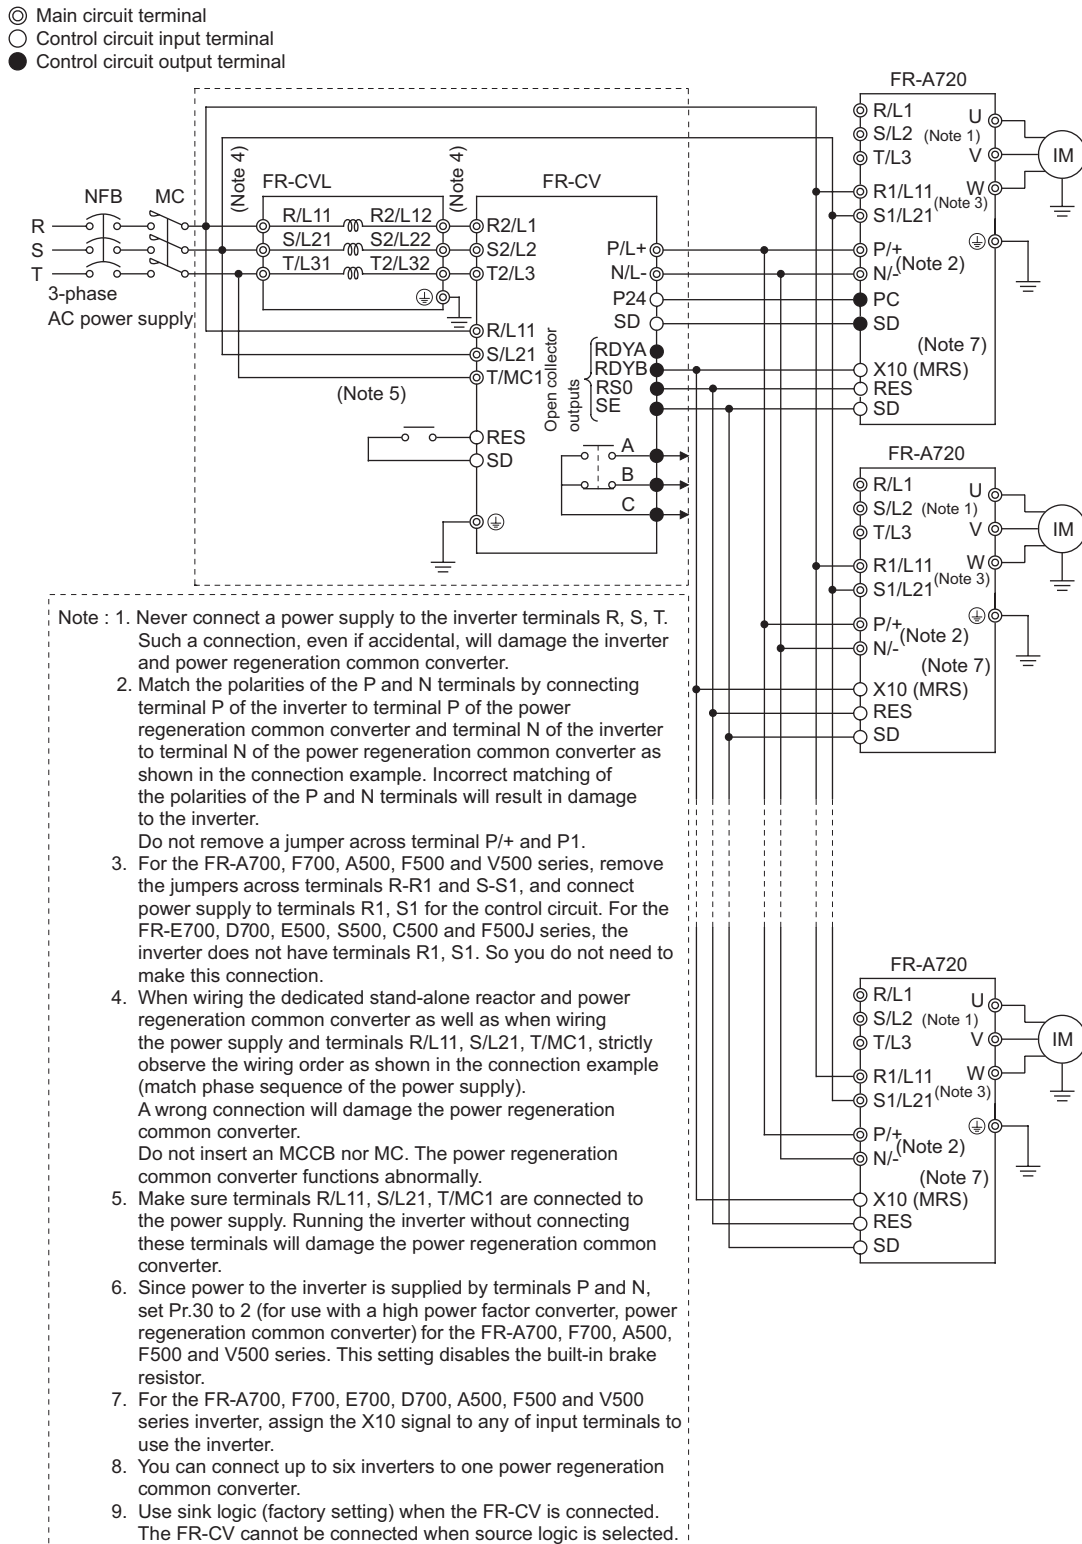 Main circuit terminal
Control circuit input terminal
Control circuit output terminal
FR-A720
R/L1
S/L2
(Note 1)
T/L3
U
V
W
IM
R1/L11
S1/L21
(Note 3)
P/+
N/-
(Note 2)
PC
SD
(Note 7)
X10 (MRS)
RES
SD
NFB
MC
R
S
T
3-phase
AC power supply
(Note 4)
FR-CVL
R/L11
R2/L12
S/L21
S2/L22
T/L31
T2/L32
(Note 4)
FR-CV
R2/L1
S2/L2
T2/L3
P/L+
N/L-
P24
SD
R/L11
S/L21
T/MC1
(Note 5)
Open collector
outputs
RDYA
RDYB
RS0
SE
RES
SD
A
B
C
FR-A720
R/L1
S/L2
(Note 1)
T/L3
U
V
W
IM
R1/L11
S1/L21
(Note 3)
P/+
N/-
(Note 2)
(Note 7)
X10 (MRS)
RES
SD
FR-A720
R/L1
S/L2
(Note 1)
T/L3
U
V
W
IM
R1/L11
S1/L21
(Note 3)
P/+
N/-
(Note 2)
(Note 7)
X10 (MRS)
RES
SD
Note : 1. Never connect a power supply to the inverter terminals R, S, T.
Such a connection, even if accidental, will damage the inverter
and power regeneration common converter.
2. Match the polarities of the P and N terminals by connecting
terminal P of the inverter to terminal P of the power
regeneration common converter and terminal N of the inverter
to terminal N of the power regeneration common converter as
shown in the connection example. Incorrect matching of
the polarities of the P and N terminals will result in damage
to the inverter.
Do not remove a jumper across terminal P/+ and P1.
3. For the FR-A700, F700, A500, F500 and V500 series, remove
the jumpers across terminals R-R1 and S-S1, and connect
power supply to terminals R1, S1 for the control circuit. For the
FR-E700, D700, E500, S500, C500 and F500J series, the
inverter does not have terminals R1, S1. So you do not need to
make this connection.
4. When wiring the dedicated stand-alone reactor and power
regeneration common converter as well as when wiring
the power supply and terminals R/L11, S/L21, T/MC1, strictly
observe the wiring order as shown in the connection example
(match phase sequence of the power supply).
A wrong connection will damage the power regeneration
common converter.
Do not insert an MCCB nor MC. The power regeneration
common converter functions abnormally.
5. Make sure terminals R/L11, S/L21, T/MC1 are connected to
the power supply. Running the inverter without connecting
these terminals will damage the power regeneration common
converter.
6. Since power to the inverter is supplied by terminals P and N,
set Pr.30 to 2 (for use with a high power factor converter, power
regeneration common converter) for the FR-A700, F700, A500,
F500 and V500 series. This setting disables the built-in brake
resistor.
7. For the FR-A700, F700, E700, D700, A500, F500 and V500
series inverter, assign the X10 signal to any of input terminals to
use the inverter.
8. You can connect up to six inverters to one power regeneration
common converter.
9. Use sink logic (factory setting) when the FR-CV is connected.
The FR-CV cannot be connected when source logic is selected.